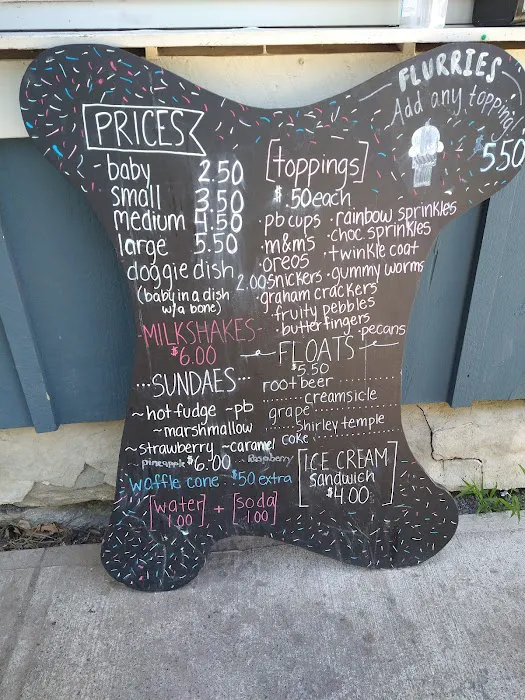 PRICES
baby 2.50
small 3.50
medium 4.50
large 5.50
doggie dish 2.00
(baby in a dish
w/a bone)
-MILKSHAKES-
$6.00
...SUNDAES...
~hot fudge ~pb
~marshmallow
~strawberry ~caramel
pineapple $6.00 Raspberry
waffle cone $.50 extra
[water] + [soda]
1.00 1.00
[toppings]
$.50 each
·pb cups ·rainbow sprinkles
·m&m's ·choc sprinkles
·oreos ·twinkle coat
·snickers ·gummy worms
·graham crackers
·fruity pebbles
·butterfingers ·pecans
FLOATS
$5.50
root beer
creamsicle
grape
shirley temple
coke
ICE CREAM
sandwich
$4.00
FLURRIES
Add any topping!
5.50